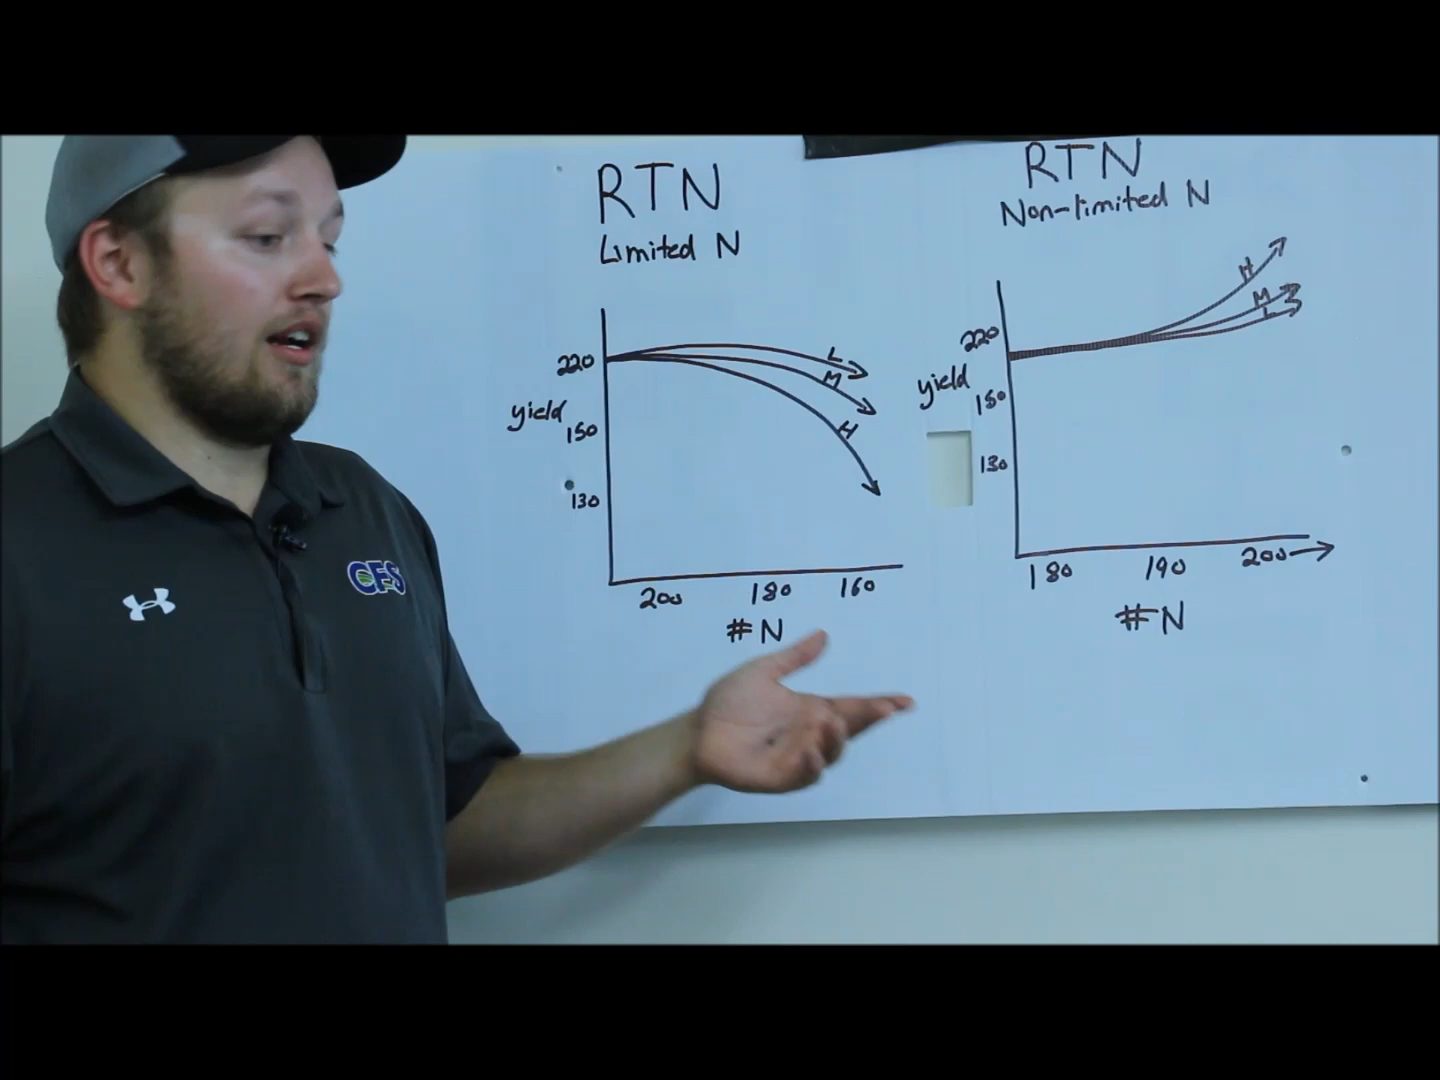 RTN
Limited N
220
yield
150
130
L
M
H
200 180 160
# N
RTN
Non-limited N
220
yield
150
130
H
M
L
180 190 200
# N
CFS